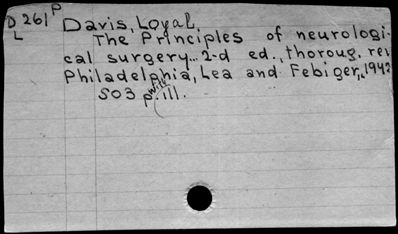 D 261 P Davis, Loyal.
L The Principles of neurologi-
cal surgery... 2-d ed., thoroug. rev
Philadelphia, Lea and Febiger, 1942
503 p. with ill.